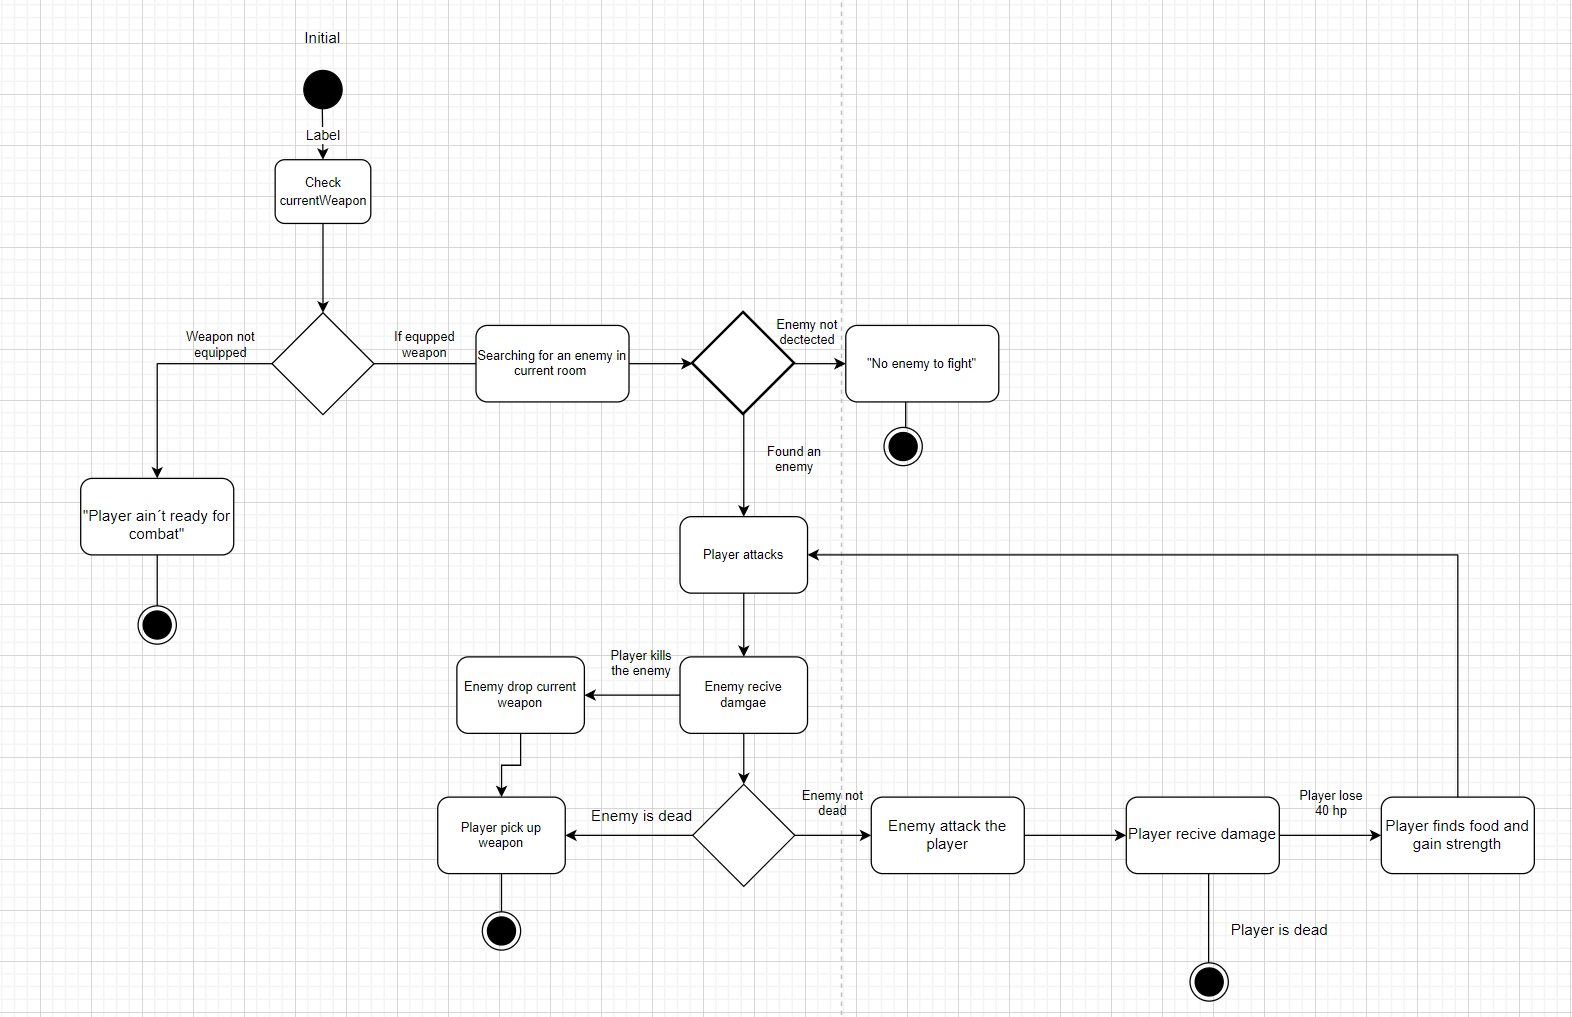 Initial
Label
Check
currentWeapon
Weapon not
equipped
If equpped
weapon
Searching for an enemy in
current room
Enemy not
dectected
"No enemy to fight"
Found an
enemy
"Player ain´t ready for
combat"
Player attacks
Player kills
the enemy
Enemy drop current
weapon
Enemy recive
damgae
Player pick up
weapon
Enemy is dead
Enemy not
dead
Enemy attack the
player
Player recive damage
Player lose
40 hp
Player finds food and
gain strength
Player is dead